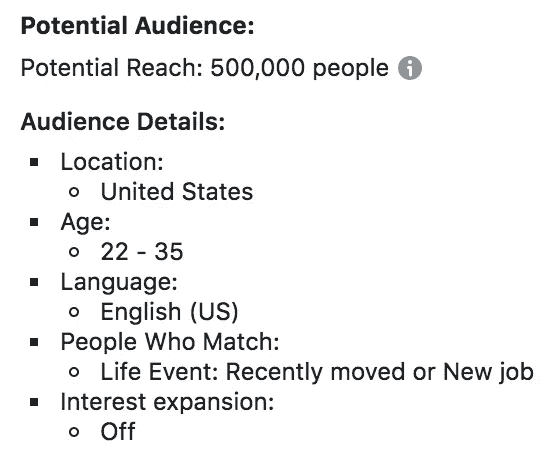 Potential Audience:
Potential Reach: 500,000 people
Audience Details:
Location:
United States
Age:
22 - 35
Language:
English (US)
People Who Match:
Life Event: Recently moved or New job
Interest expansion:
Off